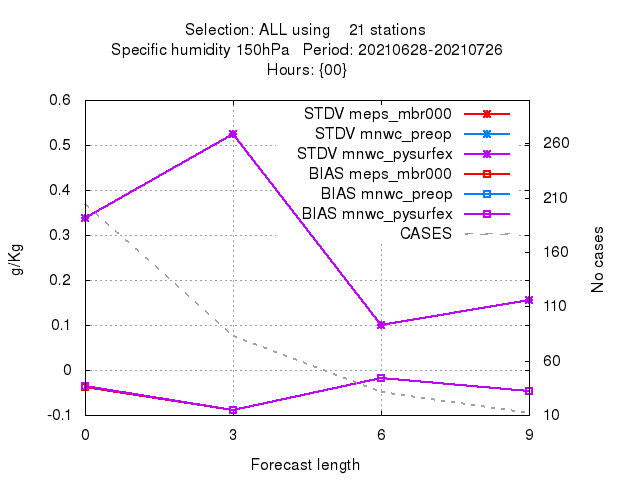 Selection: ALL using    21 stations
Specific humidity 150hPa   Period: 20210628-20210726
Hours: {00}
0.6
0.5
0.4
0.3
0.2
0.1
0
-0.1
g/Kg
STDV meps_mbr000
STDV mnwc_preop
STDV mnwc_pysurfex
BIAS meps_mbr000
BIAS mnwc_preop
BIAS mnwc_pysurfex
CASES
260
210
160
110
60
10
No cases
0
3
6
9
Forecast length